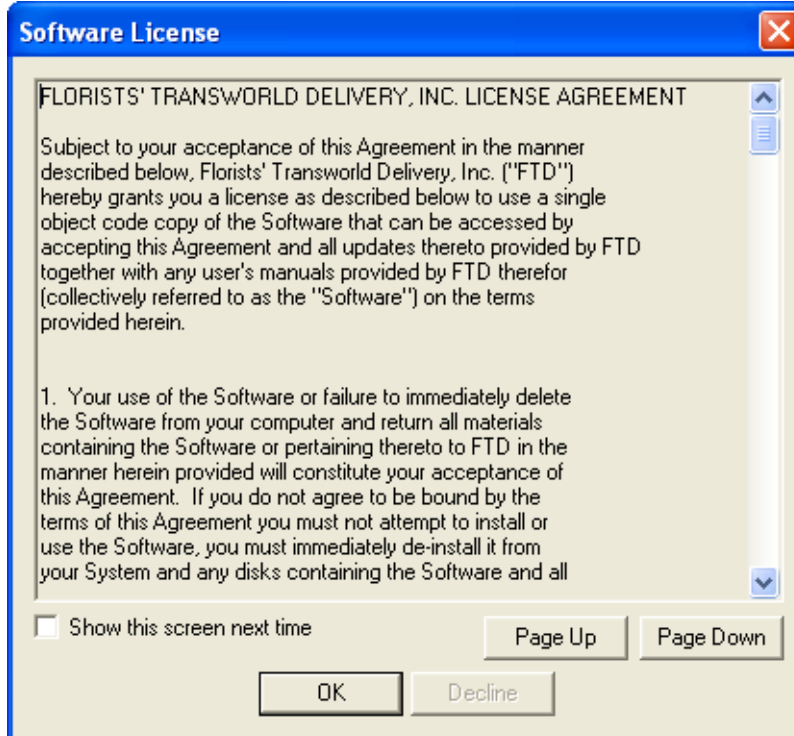 Software License
FLORISTS' TRANSWORLD DELIVERY, INC. LICENSE AGREEMENT
Subject to your acceptance of this Agreement in the manner
described below, Florists' Transworld Delivery, Inc. ("FTD")
hereby grants you a license as described below to use a single
object code copy of the Software that can be accessed by
accepting this Agreement and all updates thereto provided by FTD
together with any user's manuals provided by FTD therefor
(collectively referred to as the "Software") on the terms
provided herein.
1. Your use of the Software or failure to immediately delete
the Software from your computer and return all materials
containing the Software or pertaining thereto to FTD in the
manner herein provided will constitute your acceptance of
this Agreement. If you do not agree to be bound by the
terms of this Agreement you must not attempt to install or
use the Software, you must immediately de-install it from
your System and any disks containing the Software and all
Show this screen next time
Page Up
Page Down
OK
Decline